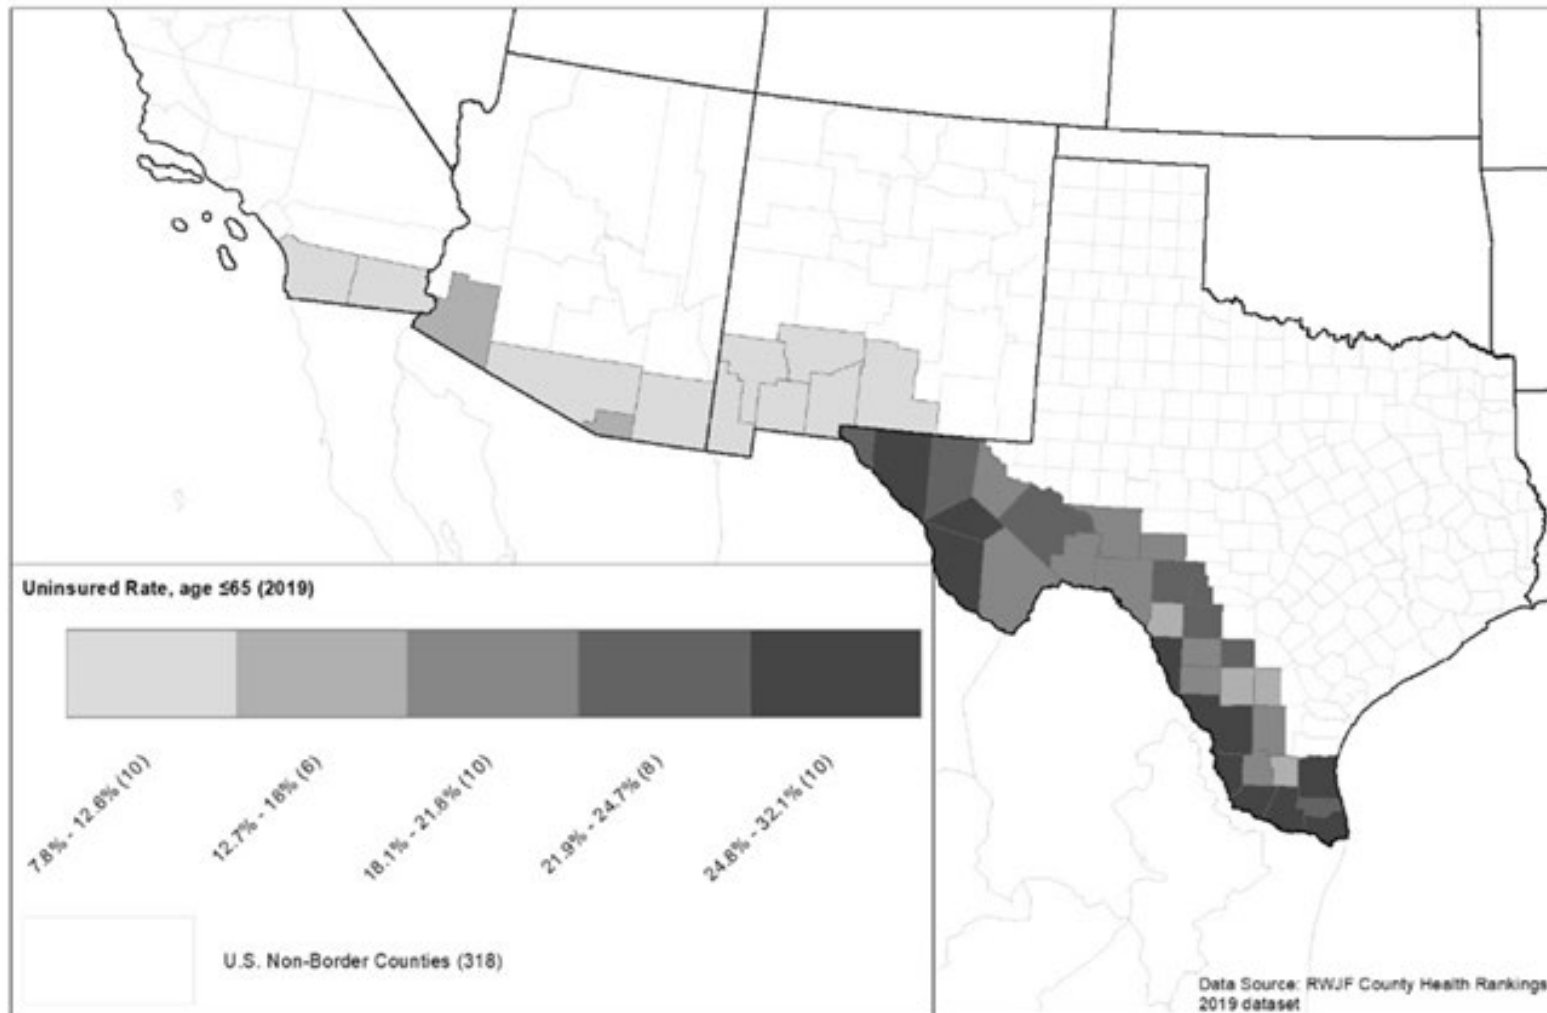 Uninsured Rate, age ≤65 (2019)
7.8% - 12.6% (10)
12.7% - 18% (6)
18.1% - 21.8% (10)
21.9% - 24.7% (8)
24.8% - 32.1% (10)
U.S. Non-Border Counties (318)
Data Source: RWJF County Health Rankings
2019 dataset